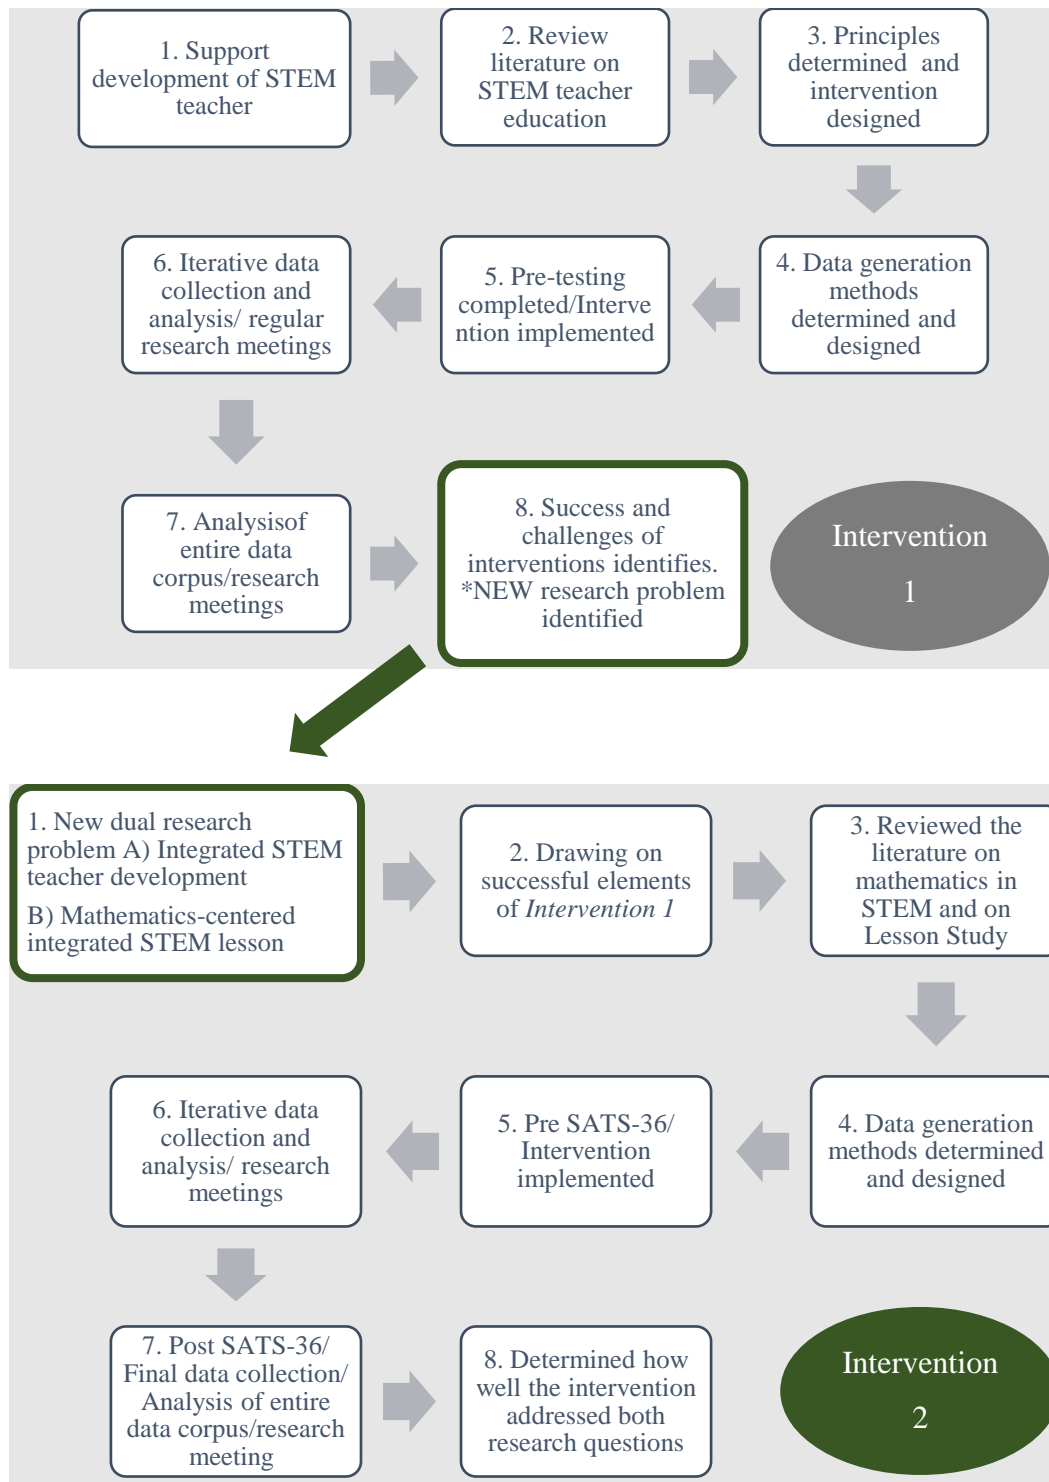 1. Support
development of STEM
teacher
2. Review
literature on
STEM teacher
education
3. Principles
determined and
intervention
designed
4. Data generation
methods
determined and
designed
5. Pre-testing
completed/Interve
ntion implemented
6. Iterative data
collection and
analysis/ regular
research meetings
7. Analysisof
entire data
corpus/research
meetings
8. Success and
challenges of
interventions identifies.
*NEW research problem
identified
Intervention
1
1. New dual research
problem A) Integrated STEM
teacher development
B) Mathematics-centered
integrated STEM lesson
2. Drawing on
successful elements
of Intervention 1
3. Reviewed the
literature on
mathematics in
STEM and on
Lesson Study
4. Data generation
methods determined
and designed
5. Pre SATS-36/
Intervention
implemented
6. Iterative data
collection and
analysis/ research
meetings
7. Post SATS-36/
Final data collection/
Analysis of entire
data corpus/research
meeting
8. Determined how
well the intervention
addressed both
research questions
Intervention
2